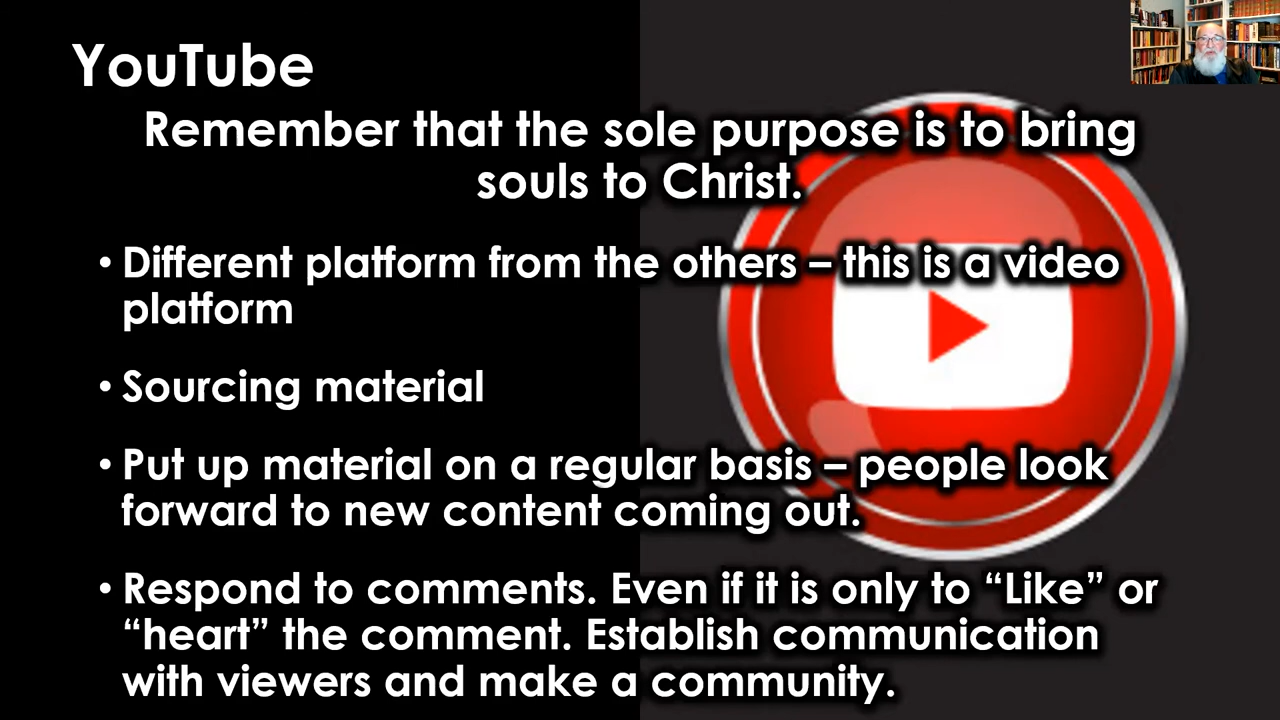 YouTube
Remember that the sole purpose is to bring
souls to Christ.
• Different platform from the others – this is a video
platform
• Sourcing material
• Put up material on a regular basis – people look
forward to new content coming out.
• Respond to comments. Even if it is only to “Like” or
“heart” the comment. Establish communication
with viewers and make a community.